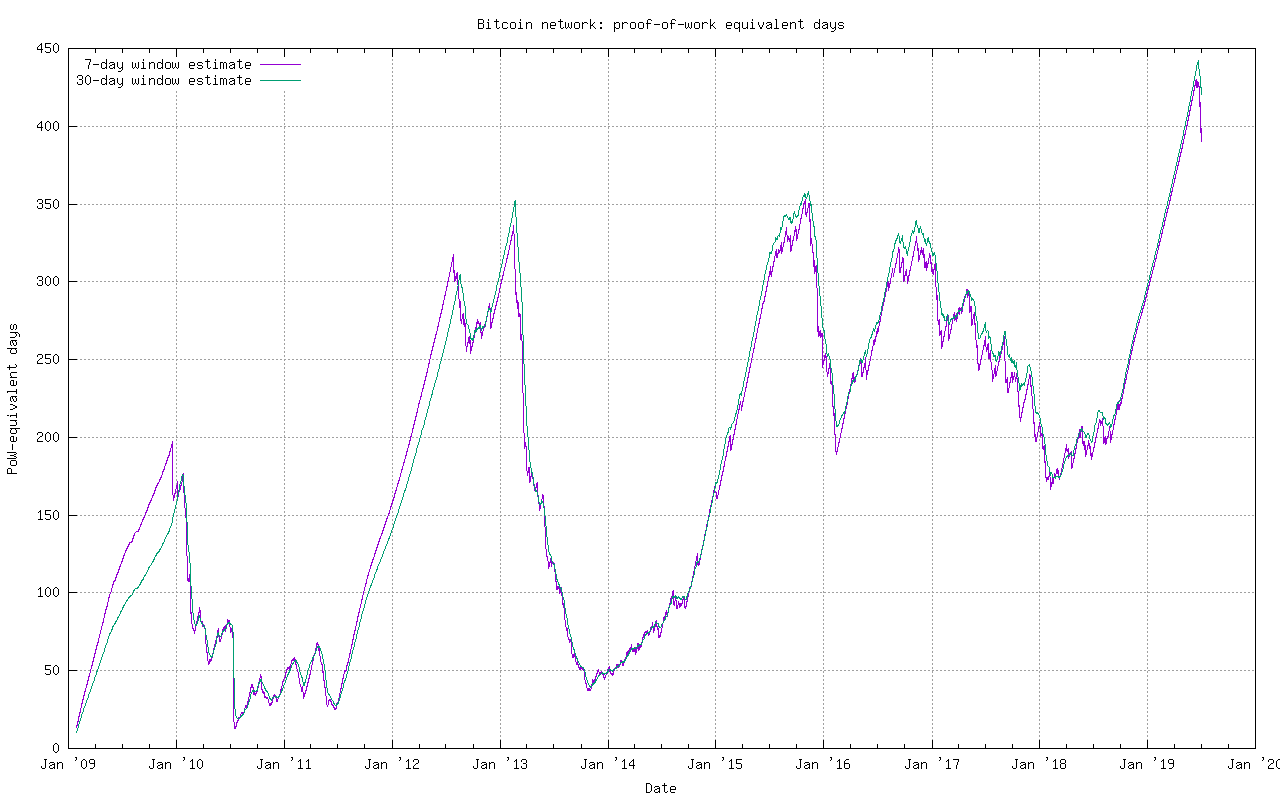 Bitcoin network: proof-of-work equivalent days
450
7-day window estimate
30-day window estimate
400
350
300
250
200
150
100
50
0
PoW-equivalent days
Jan '09 Jan '10 Jan '11 Jan '12 Jan '13 Jan '14 Jan '15 Jan '16 Jan '17 Jan '18 Jan '19 Jan '20
Date